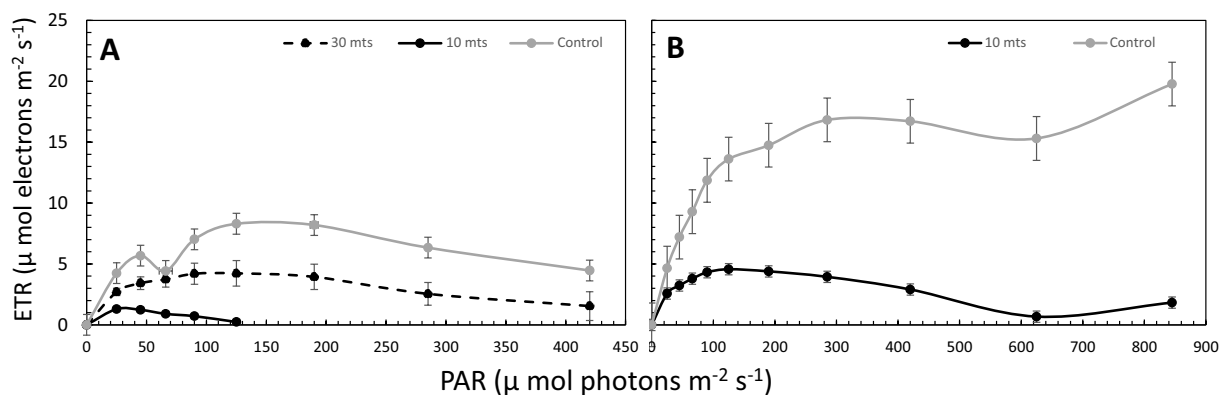 A
30 mts
10 mts
Control
B
10 mts
Control
ETR (µ mol electrons m-2 s-1)
25
20
15
10
5
0
0 50 100 150 200 250 300 350 400 450
0 100 200 300 400 500 600 700 800 900
PAR (µ mol photons m-2 s-1)